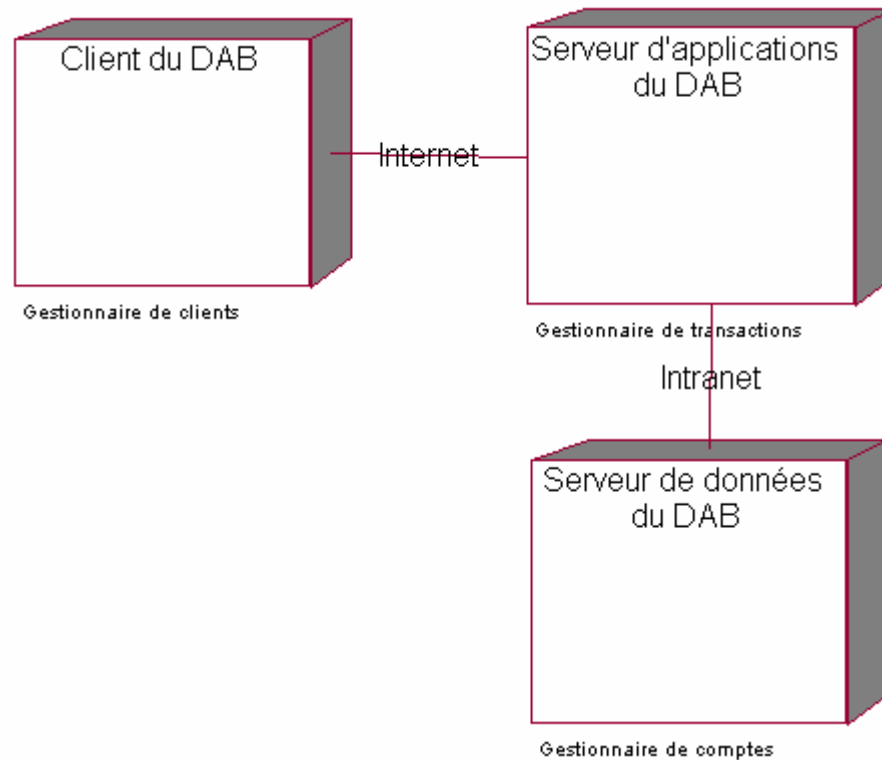 Client du DAB
Serveur d'applications
du DAB
Internet
Gestionnaire de clients
Gestionnaire de transactions
Intranet
Serveur de données
du DAB
Gestionnaire de comptes